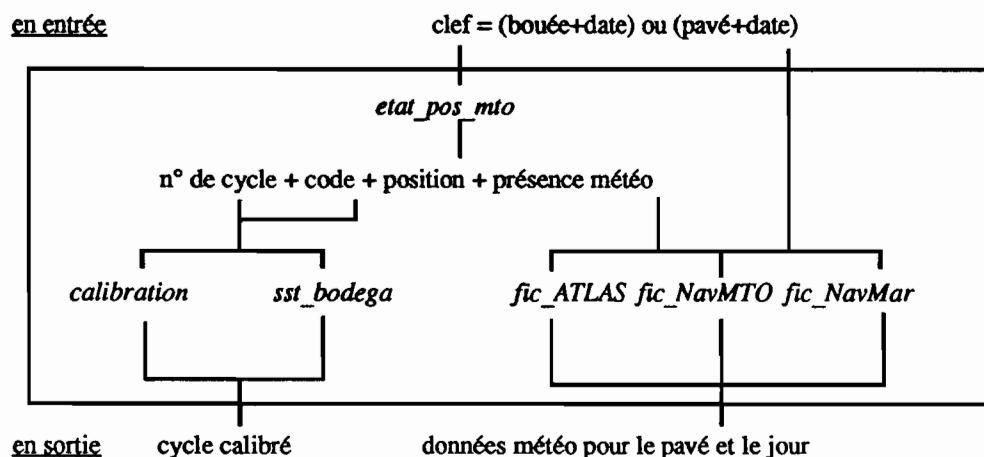 en entrée clef = (bouée+date) ou (pavé+date)
etat_pos_mto
n° de cycle + code + position + présence météo
calibration sst_bodega fic_ATLAS fic_NavMTO fic_NavMar
en sortie cycle calibré données météo pour le pavé et le jour